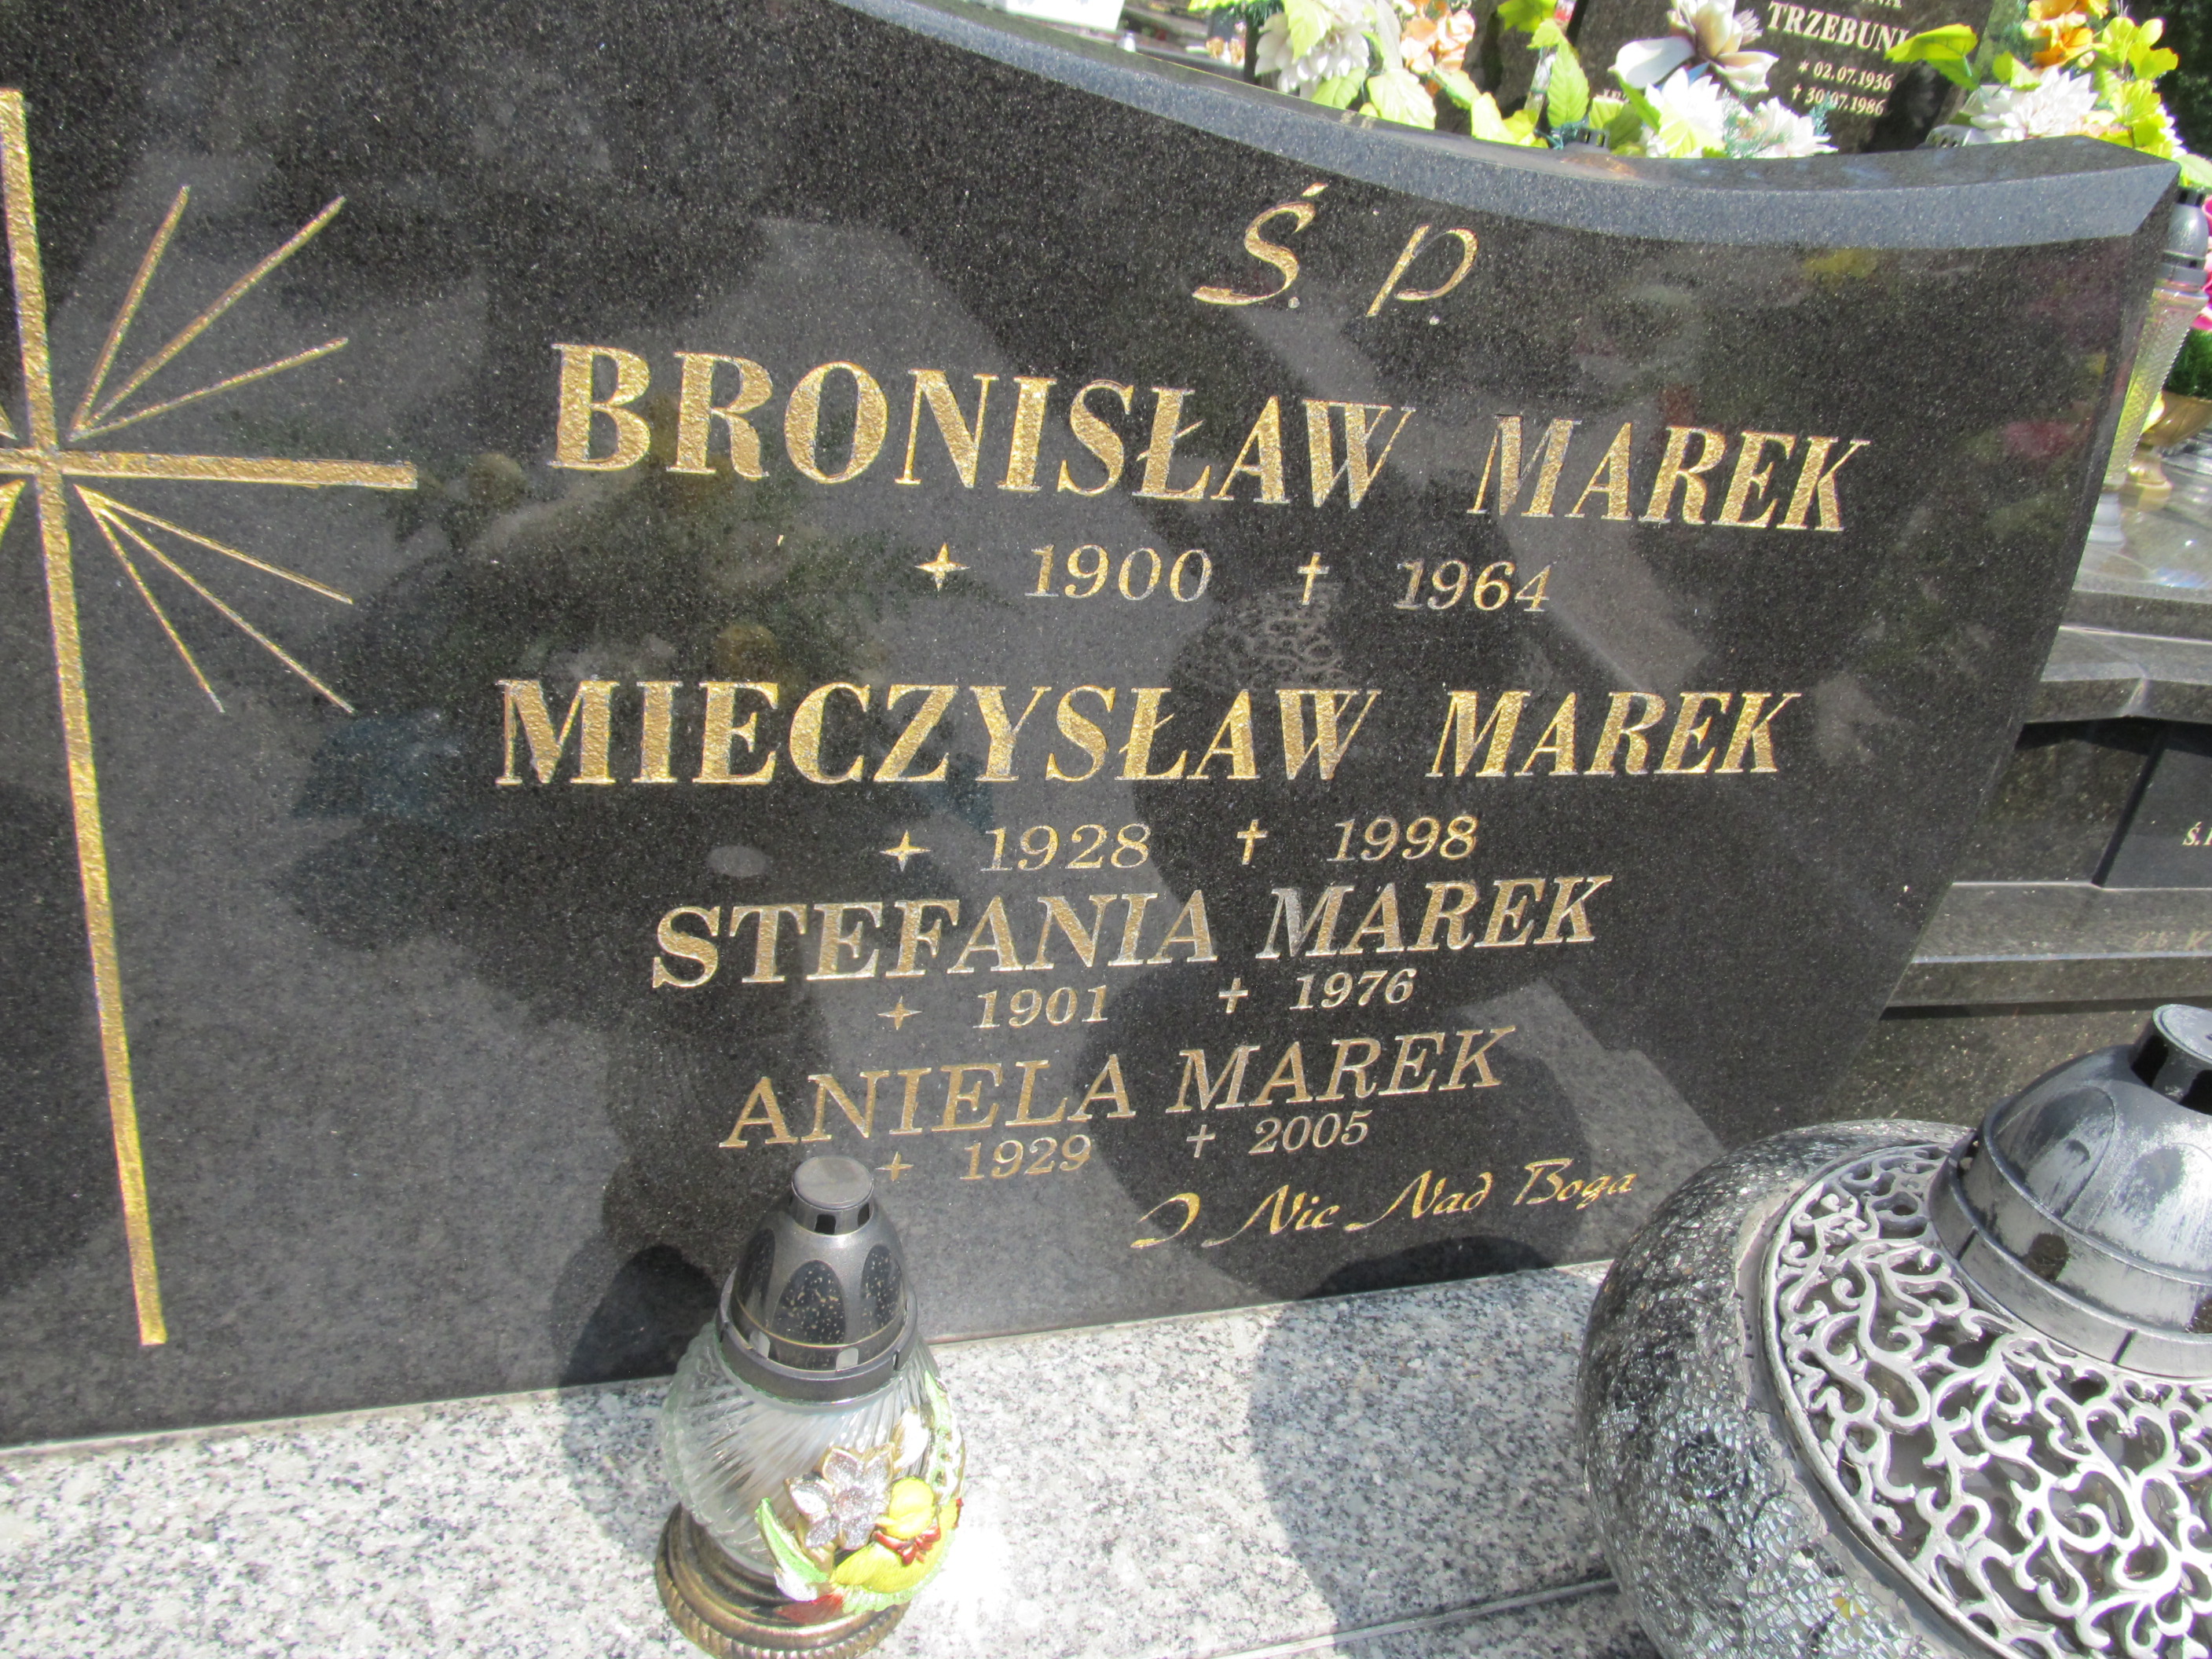 TRZEBUNI
* 02.07.1936
† 30.07.1986
Ś. P.
BRONISŁAW MAREK
✦ 1900 † 1964
MIECZYSŁAW MAREK
✦ 1928 † 1998
STEFANIA MAREK
✦ 1901 † 1976
ANIELA MAREK
✦ 1929 † 2005
I Nic Nad Boga